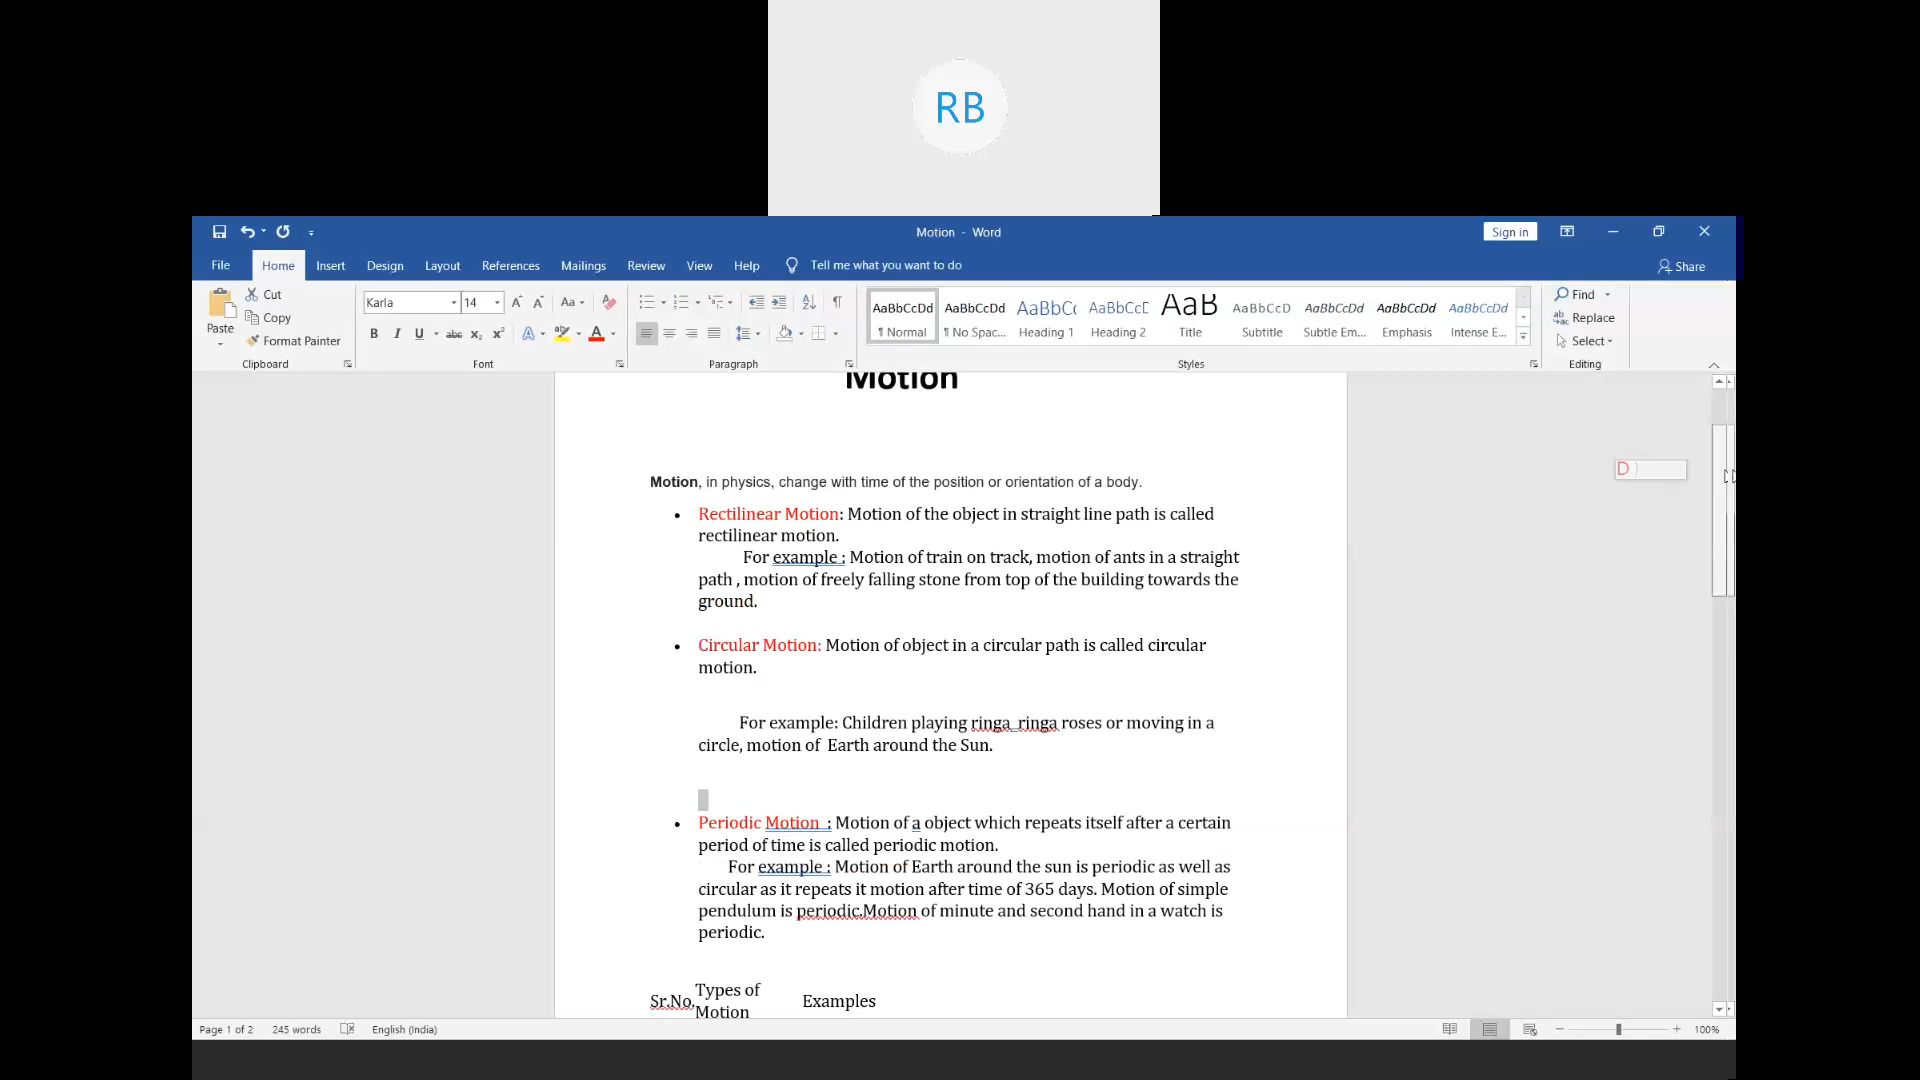 RB
Motion - Word
Sign in
File Home Insert Design Layout References Mailings Review View Help Tell me what you want to do
Share
Paste
Cut
Copy
Format Painter
Karla 14
Aa
B I U abc x₂ x² A A
AaBbCcDd AaBbCcDd AaBbCc AaBbCcE AaB AaBbCcD AaBbCcDd AaBbCcDd AaBbCcDd
¶ Normal ¶ No Spac... Heading 1 Heading 2 Title Subtitle Subtle Em... Emphasis Intense E...
Find
Replace
Select
Clipboard Font Paragraph Styles Editing
Motion
D
Motion, in physics, change with time of the position or orientation of a body.
• Rectilinear Motion: Motion of the object in straight line path is called
rectilinear motion.
For example : Motion of train on track, motion of ants in a straight
path , motion of freely falling stone from top of the building towards the
ground.
• Circular Motion: Motion of object in a circular path is called circular
motion.
For example: Children playing ringa ringa roses or moving in a
circle, motion of Earth around the Sun.
• Periodic Motion : Motion of a object which repeats itself after a certain
period of time is called periodic motion.
For example : Motion of Earth around the sun is periodic as well as
circular as it repeats it motion after time of 365 days. Motion of simple
pendulum is periodic.Motion of minute and second hand in a watch is
periodic.
Sr.No. Types of
Motion Examples
Page 1 of 2 245 words English (India) 100%